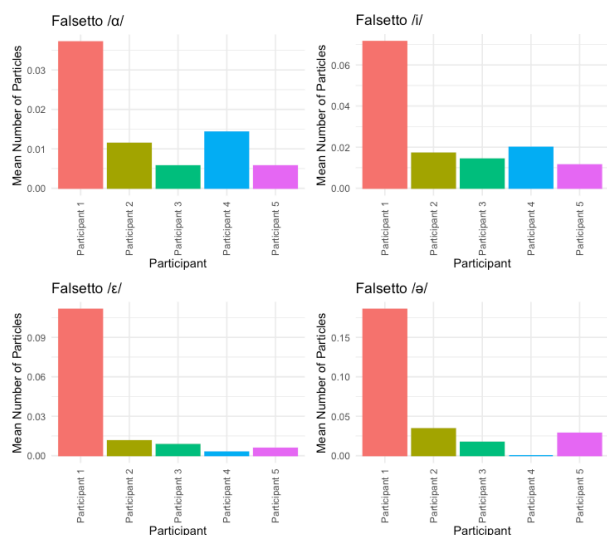 Falsetto /ɑ/
Mean Number of Particles
0.03
0.02
0.01
0.00
Participant 1
Participant 2
Participant 3
Participant 4
Participant 5
Participant
Falsetto /i/
Mean Number of Particles
0.06
0.04
0.02
0.00
Participant 1
Participant 2
Participant 3
Participant 4
Participant 5
Participant
Falsetto /ɛ/
Mean Number of Particles
0.09
0.06
0.03
0.00
Participant 1
Participant 2
Participant 3
Participant 4
Participant 5
Participant
Falsetto /ə/
Mean Number of Particles
0.15
0.10
0.05
0.00
Participant 1
Participant 2
Participant 3
Participant 4
Participant 5
Participant